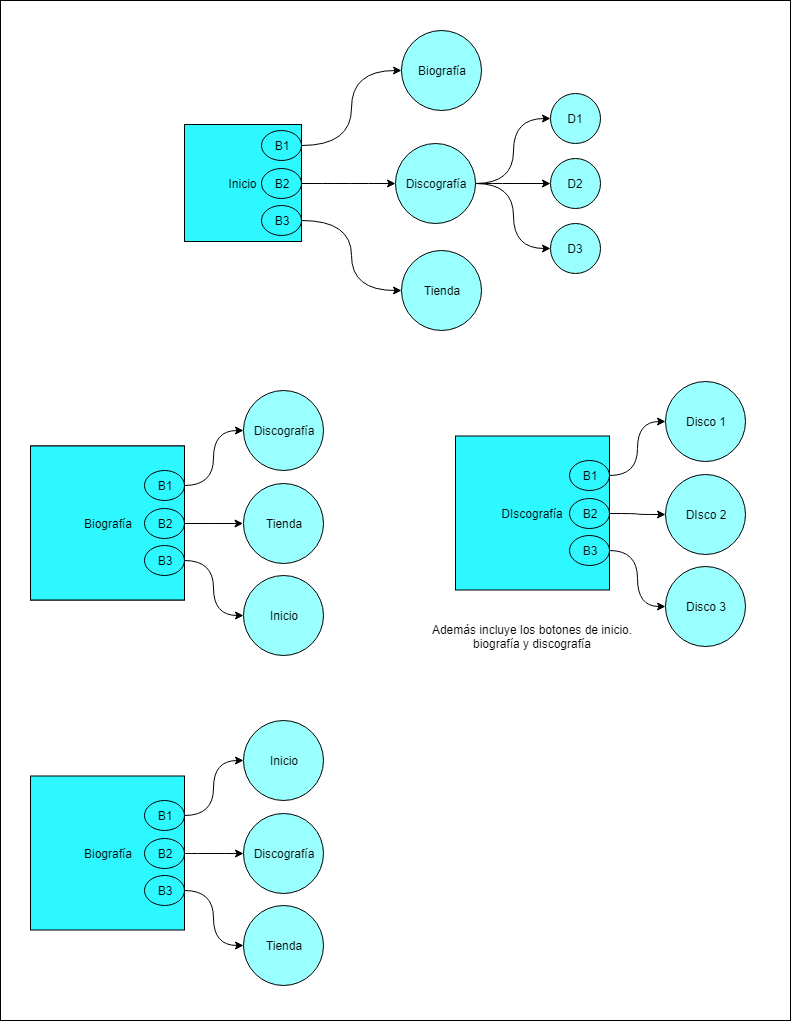 Biografía
D1
B1
Inicio
B2
Discografía
D2
B3
D3
Tienda
Discografía
B1
Biografía
B2
Tienda
B3
Inicio
Disco 1
B1
DIscografía
B2
DIsco 2
B3
Disco 3
Además incluye los botones de inicio.
biografía y discografía
Inicio
B1
Biografía
B2
Discografía
B3
Tienda